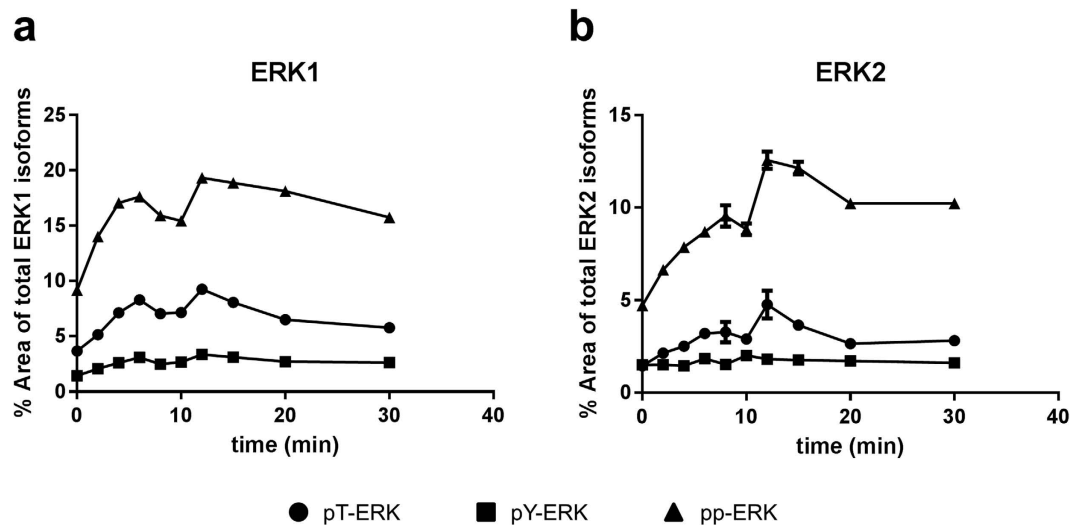 a
ERK1
% Area of total ERK1 isoforms
25
20
15
10
5
0
0 10 20 30 40
time (min)
b
ERK2
% Area of total ERK2 isoforms
15
10
5
0
0 10 20 30 40
time (min)
pT-ERK pY-ERK pp-ERK